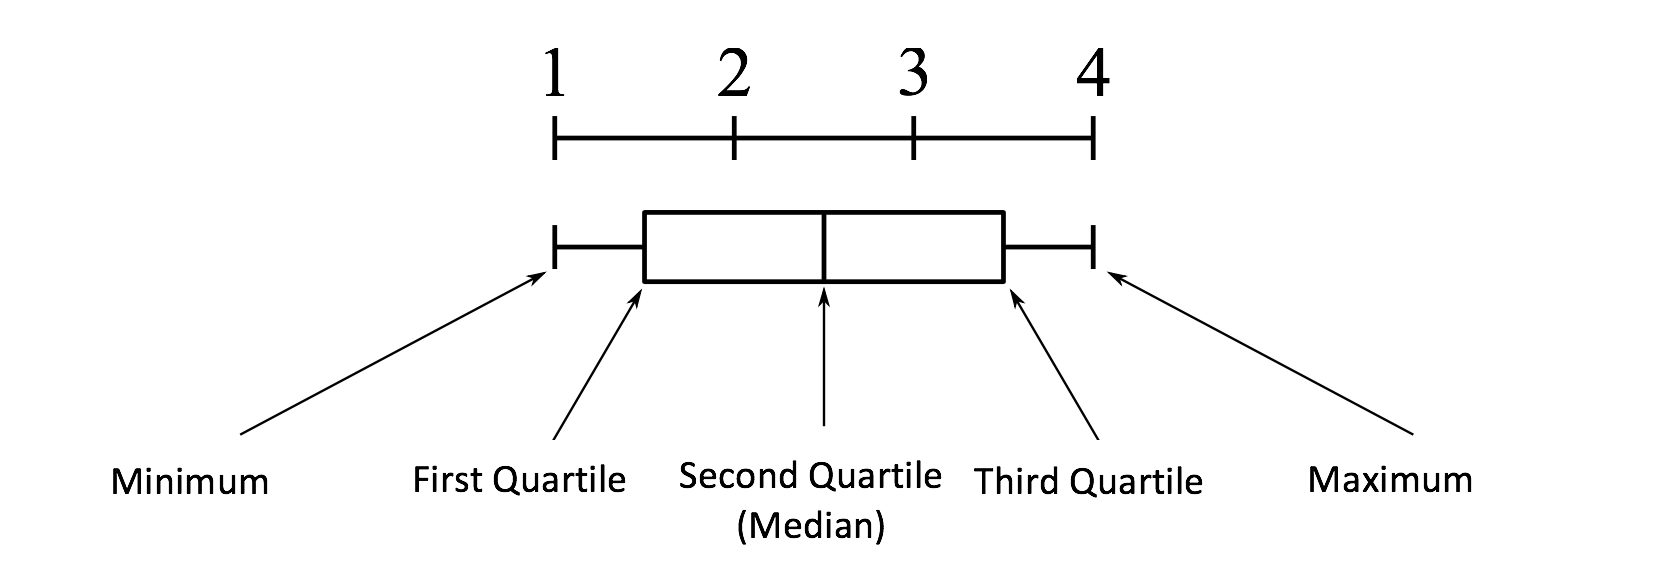 1 2 3 4
Minimum
First Quartile
Second Quartile
(Median)
Third Quartile
Maximum